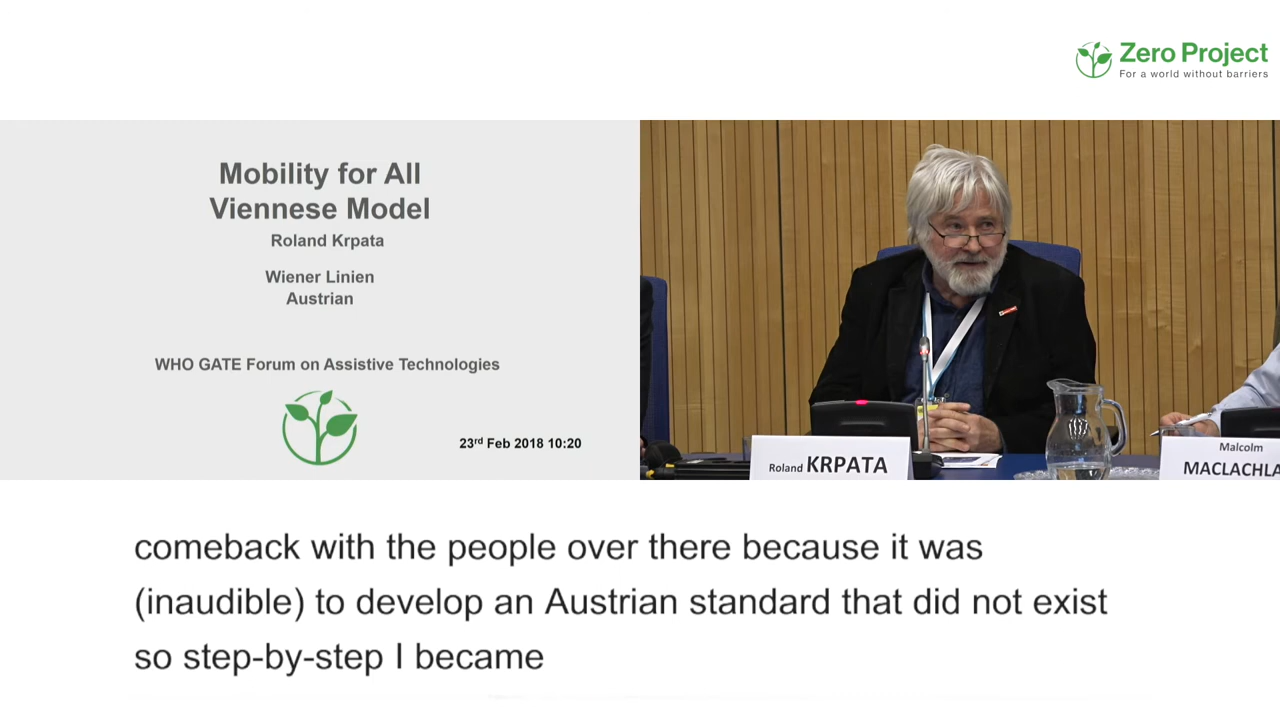 Zero Project
For a world without barriers
Mobility for All
Viennese Model
Roland Krpata
Wiener Linien
Austrian
WHO GATE Forum on Assistive Technologies
23rd Feb 2018 10:20
Roland KRPATA
Malcolm
MACLACHLA
comeback with the people over there because it was
(inaudible) to develop an Austrian standard that did not exist
so step-by-step I became